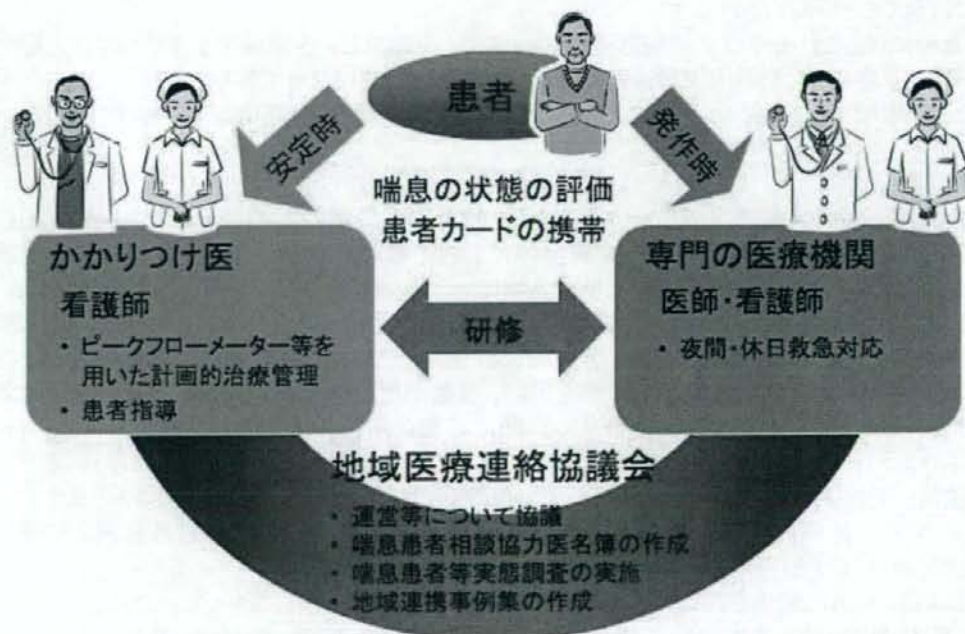 患者
安定時
発作時
喘息の状態の評価
患者カードの携帯
かかりつけ医
看護師
・ピークフローメーター等を
用いた計画的治療管理
・患者指導
研修
専門の医療機関
医師・看護師
・夜間・休日救急対応
地域医療連絡協議会
・運営等について協議
・喘息患者相談協力医名簿の作成
・喘息患者等実態調査の実施
・地域連携事例集の作成